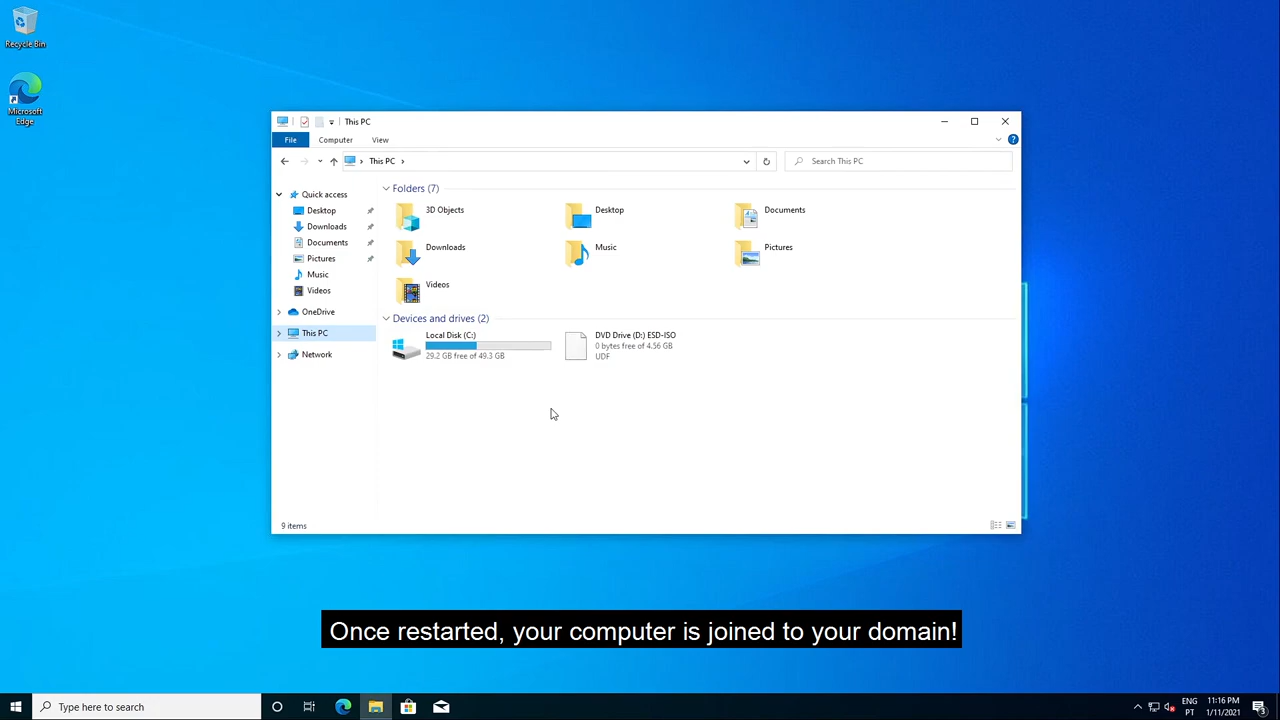 Recycle Bin
Microsoft
Edge
This PC
File
Computer
View
This PC
Search This PC
Quick access
Desktop
Downloads
Documents
Pictures
Music
Videos
OneDrive
This PC
Network
Folders (7)
3D Objects
Desktop
Documents
Downloads
Music
Pictures
Videos
Devices and drives (2)
Local Disk (C:)
29.2 GB free of 49.3 GB
DVD Drive (D:) ESD-ISO
0 bytes free of 4.56 GB
UDF
9 items
Once restarted, your computer is joined to your domain!
Type here to search
ENG
PT
11:16 PM
1/11/2021
3